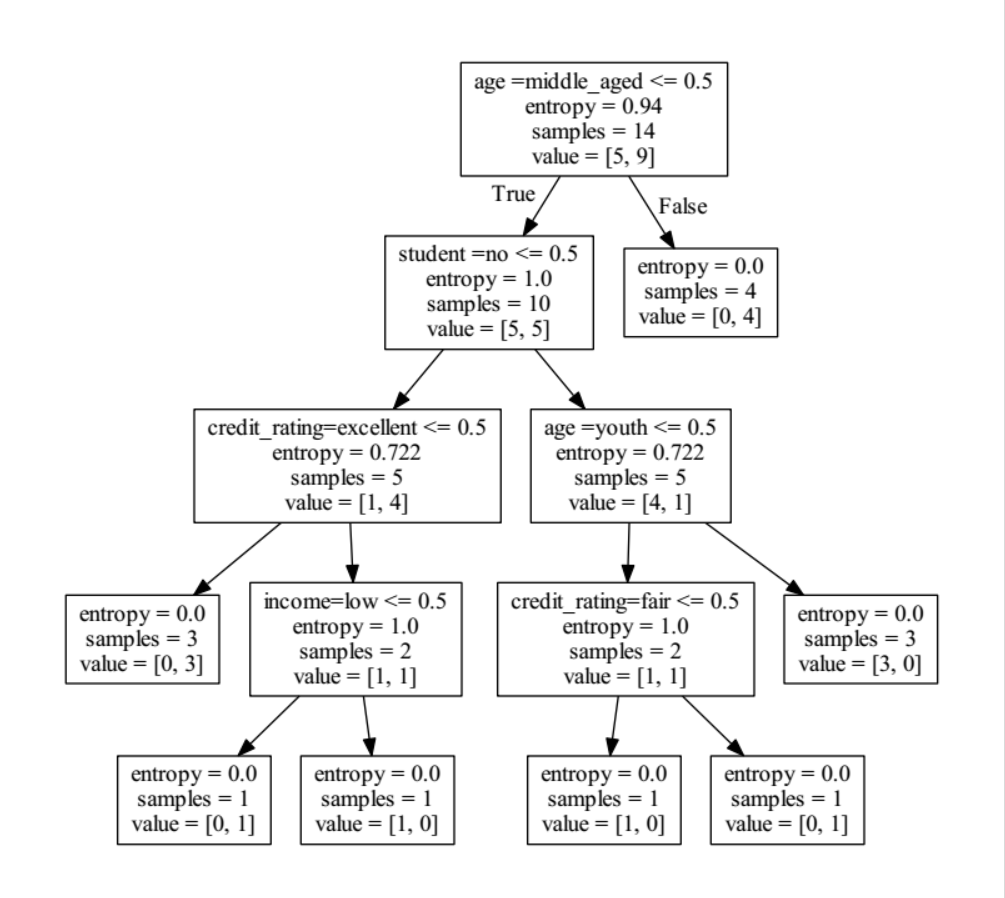 age =middle_aged <= 0.5
entropy = 0.94
samples = 14
value = [5, 9]
True
False
student =no <= 0.5
entropy = 1.0
samples = 10
value = [5, 5]
entropy = 0.0
samples = 4
value = [0, 4]
credit_rating=excellent <= 0.5
entropy = 0.722
samples = 5
value = [1, 4]
age =youth <= 0.5
entropy = 0.722
samples = 5
value = [4, 1]
entropy = 0.0
samples = 3
value = [0, 3]
income=low <= 0.5
entropy = 1.0
samples = 2
value = [1, 1]
credit_rating=fair <= 0.5
entropy = 1.0
samples = 2
value = [1, 1]
entropy = 0.0
samples = 3
value = [3, 0]
entropy = 0.0
samples = 1
value = [0, 1]
entropy = 0.0
samples = 1
value = [1, 0]
entropy = 0.0
samples = 1
value = [1, 0]
entropy = 0.0
samples = 1
value = [0, 1]